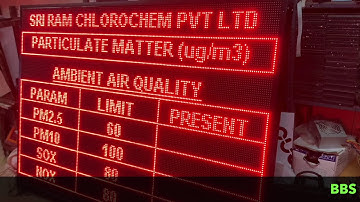 SRI RAM CHLOROCHEM PVT LTD
PARTICULATE MATTER (ug/m3)
AMBIENT AIR QUALITY
PARAM LIMIT PRESENT
PM2.5 60
PM10 100
SOX 80
NOX 80
BBS